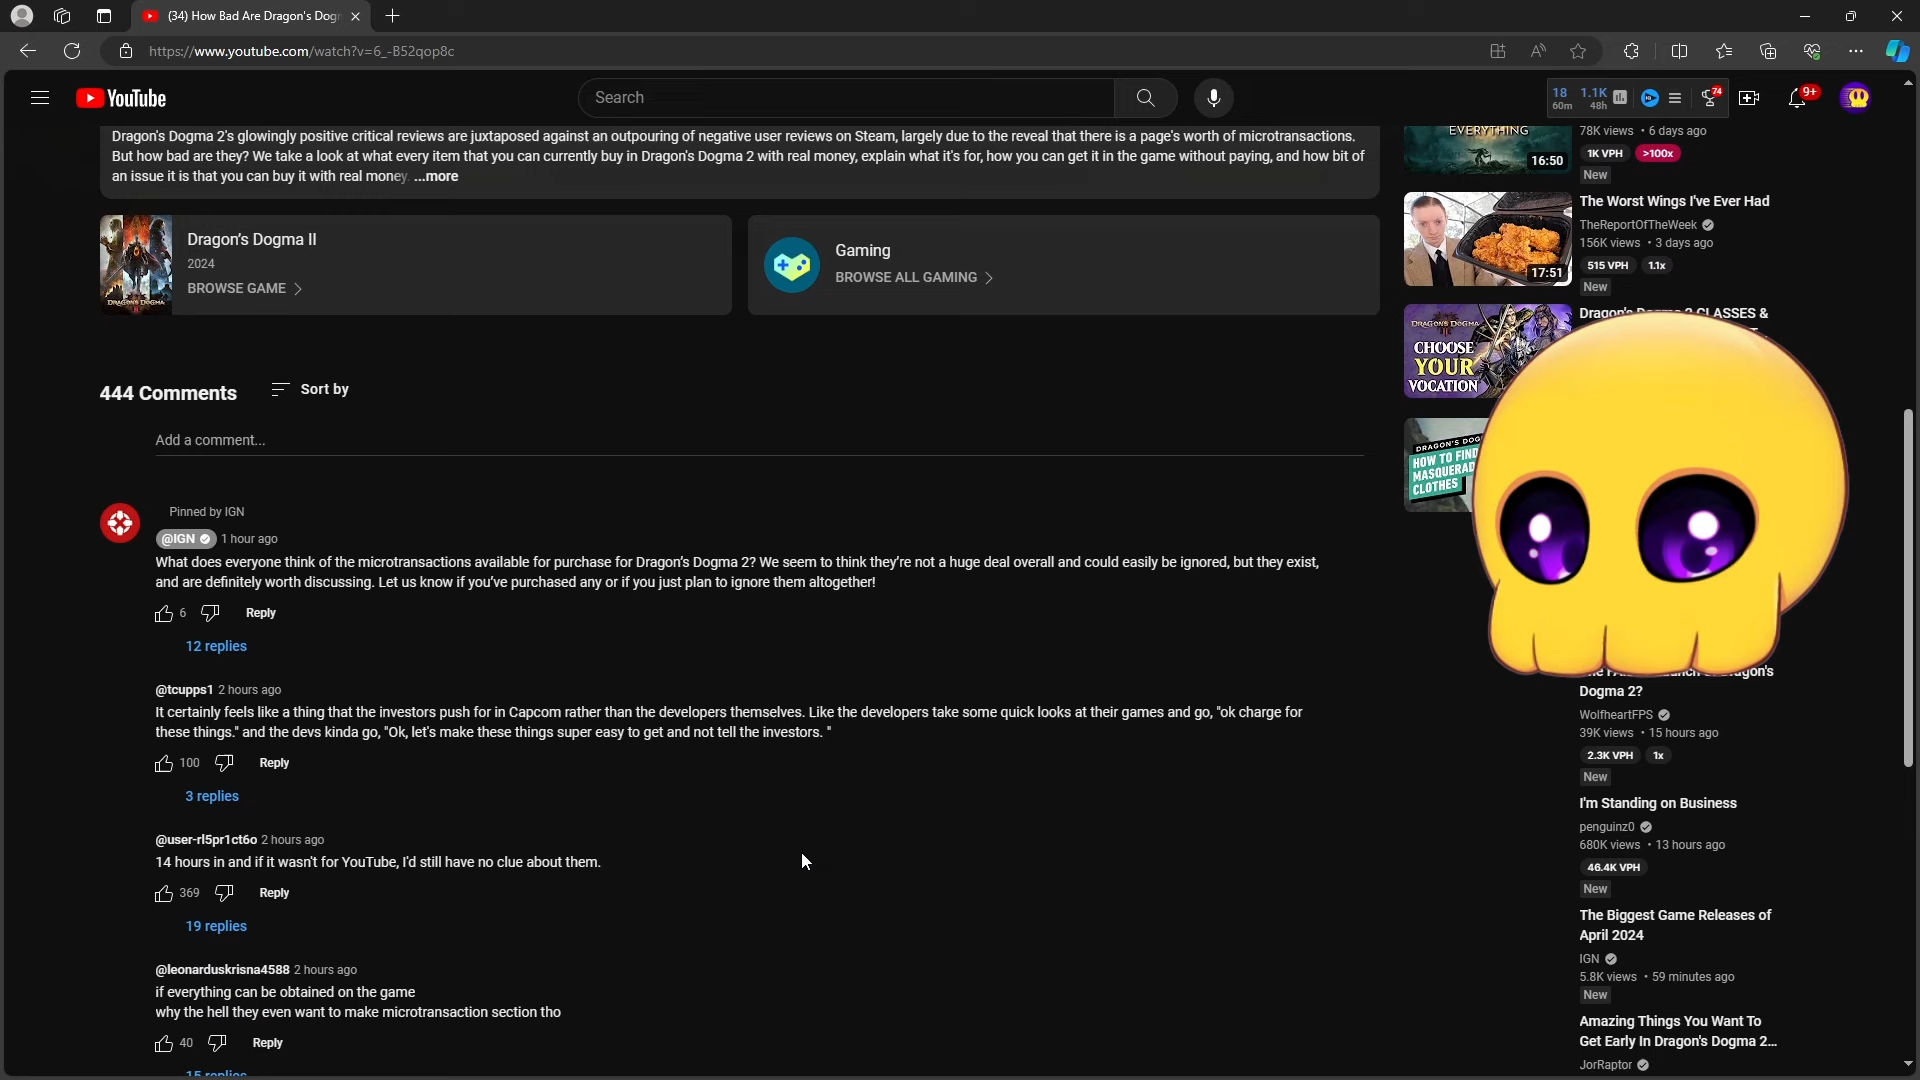 (34) How Bad Are Dragon's Dogm
https://www.youtube.com/watch?v=6_-B52qop8c
YouTube
Search
18
60m
1.1K
48h
74
9+
Dragon's Dogma 2's glowingly positive critical reviews are juxtaposed against an outpouring of negative user reviews on Steam, largely due to the reveal that there is a page's worth of microtransactions.
But how bad are they? We take a look at what every item that you can currently buy in Dragon's Dogma 2 with real money, explain what it's for, how you can get it in the game without paying, and how bit of
an issue it is that you can buy it with real money. ...more
Dragon's Dogma II
2024
BROWSE GAME
DRAGON'S DOGMA
Gaming
BROWSE ALL GAMING
444 Comments
Sort by
Add a comment...
Pinned by IGN
@IGN 1 hour ago
What does everyone think of the microtransactions available for purchase for Dragon's Dogma 2? We seem to think they're not a huge deal overall and could easily be ignored, but they exist,
and are definitely worth discussing. Let us know if you've purchased any or if you just plan to ignore them altogether!
6 Reply
12 replies
@tcupps1 2 hours ago
It certainly feels like a thing that the investors push for in Capcom rather than the developers themselves. Like the developers take some quick looks at their games and go, "ok charge for
these things." and the devs kinda go, "Ok, let's make these things super easy to get and not tell the investors. "
100 Reply
3 replies
@user-rl5pr1ct6o 2 hours ago
14 hours in and if it wasn't for YouTube, I'd still have no clue about them.
369 Reply
19 replies
@leonarduskrisna4588 2 hours ago
if everything can be obtained on the game
why the hell they even want to make microtransaction section tho
40 Reply
15 replies
EVERYTHING
16:50
78K views • 6 days ago
1K VPH >100x
New
17:51
The Worst Wings I've Ever Had
TheReportOfTheWeek
156K views • 3 days ago
515 VPH 1.1x
New
DRAGON'S DOGMA
CHOOSE
YOUR
VOCATION
Dragon's Dogma 2 CLASSES &
DRAGON'S DOG
HOW TO FIND
MASQUERAD
CLOTHES
Dogma 2?
WolfheartFPS
39K views • 15 hours ago
2.3K VPH 1x
New
I'm Standing on Business
penguinz0
680K views • 13 hours ago
46.4K VPH
New
The Biggest Game Releases of
April 2024
IGN
5.8K views • 59 minutes ago
New
Amazing Things You Want To
Get Early In Dragon's Dogma 2...
JorRaptor